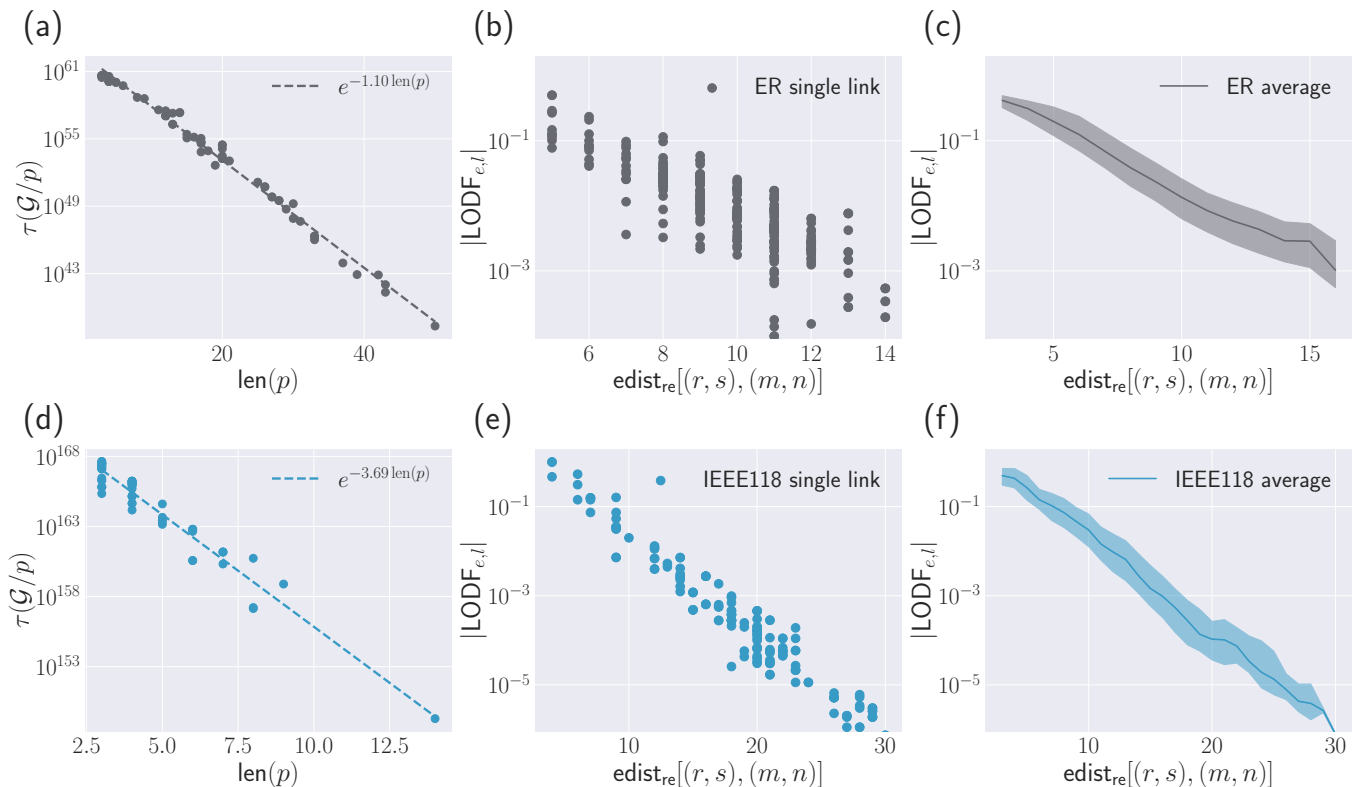 (a)
10^61
10^55
10^49
10^43
τ(G/p)
e^{−1.10 len(p)}
20
40
len(p)
(b)
10^−1
10^−3
|LODF_{e,l}|
ER single link
6
8
10
12
14
edist_re[(r, s), (m, n)]
(c)
10^−1
10^−3
|LODF_{e,l}|
ER average
5
10
15
edist_re[(r, s), (m, n)]
(d)
10^168
10^163
10^158
10^153
τ(G/p)
e^{−3.69 len(p)}
2.5
5.0
7.5
10.0
12.5
len(p)
(e)
10^−1
10^−3
10^−5
|LODF_{e,l}|
IEEE118 single link
10
20
30
edist_re[(r, s), (m, n)]
(f)
10^−1
10^−3
10^−5
|LODF_{e,l}|
IEEE118 average
10
20
30
edist_re[(r, s), (m, n)]